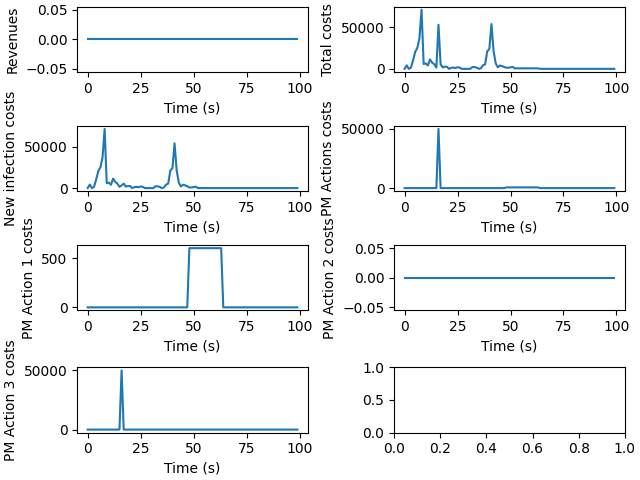 Revenues
0.05
0.00
−0.05
0 25 50 75 100
Time (s)
Total costs
50000
0
0 25 50 75 100
Time (s)
New infection costs
50000
0
0 25 50 75 100
Time (s)
PM Actions costs
50000
0
0 25 50 75 100
Time (s)
PM Action 1 costs
500
0
0 25 50 75 100
Time (s)
PM Action 2 costs
0.05
0.00
−0.05
0 25 50 75 100
Time (s)
PM Action 3 costs
50000
0
0 25 50 75 100
Time (s)
1.0
0.5
0.0
0.0 0.2 0.4 0.6 0.8 1.0